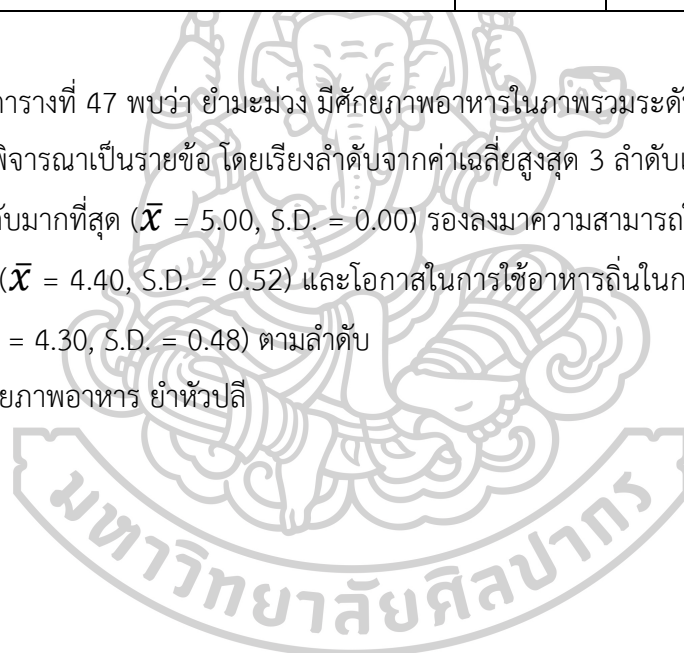 ารางที่ 47 พบว่า ยำมะม่วง มีศักยภาพอาหารในภาพรวมระดั
พิจารณาเป็นรายข้อ โดยเรียงลำดับจากค่าเฉลี่ยสูงสุด 3 ลำดับแ
ับมากที่สุด (x̄ = 5.00, S.D. = 0.00) รองลงมาความสามารถใ
(x̄ = 4.40, S.D. = 0.52) และโอกาสในการใช้อาหารถิ่นในก
= 4.30, S.D. = 0.48) ตามลำดับ
ยภาพอาหาร ยำหัวปลี
มหาวิทยาลัยศิลปากร